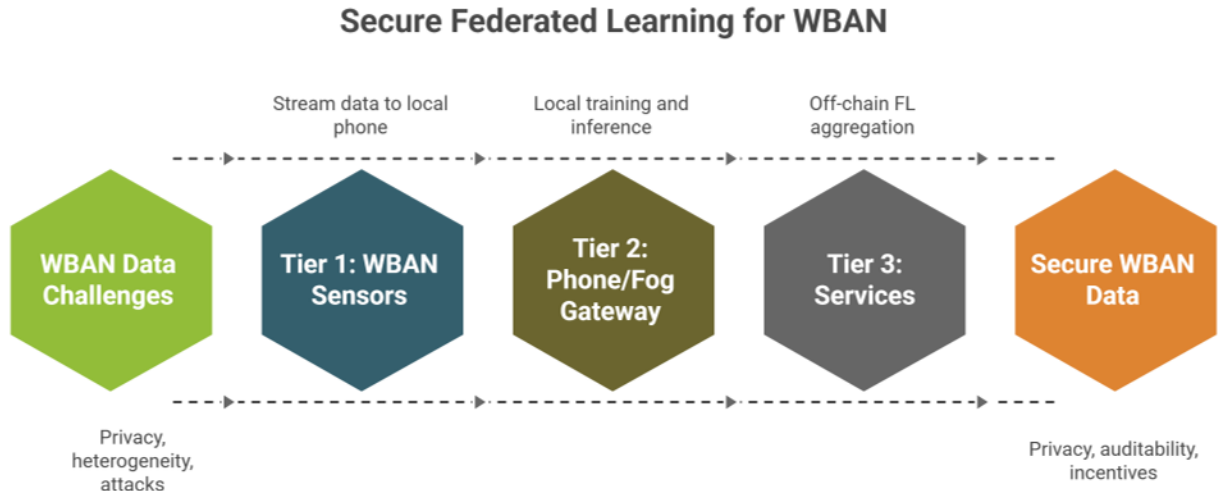 Secure Federated Learning for WBAN
Stream data to local
phone
Local training and
inference
Off-chain FL
aggregation
WBAN Data
Challenges
Tier 1: WBAN
Sensors
Tier 2:
Phone/Fog
Gateway
Tier 3:
Services
Secure WBAN
Data
Privacy,
heterogeneity,
attacks
Privacy, auditability,
incentives